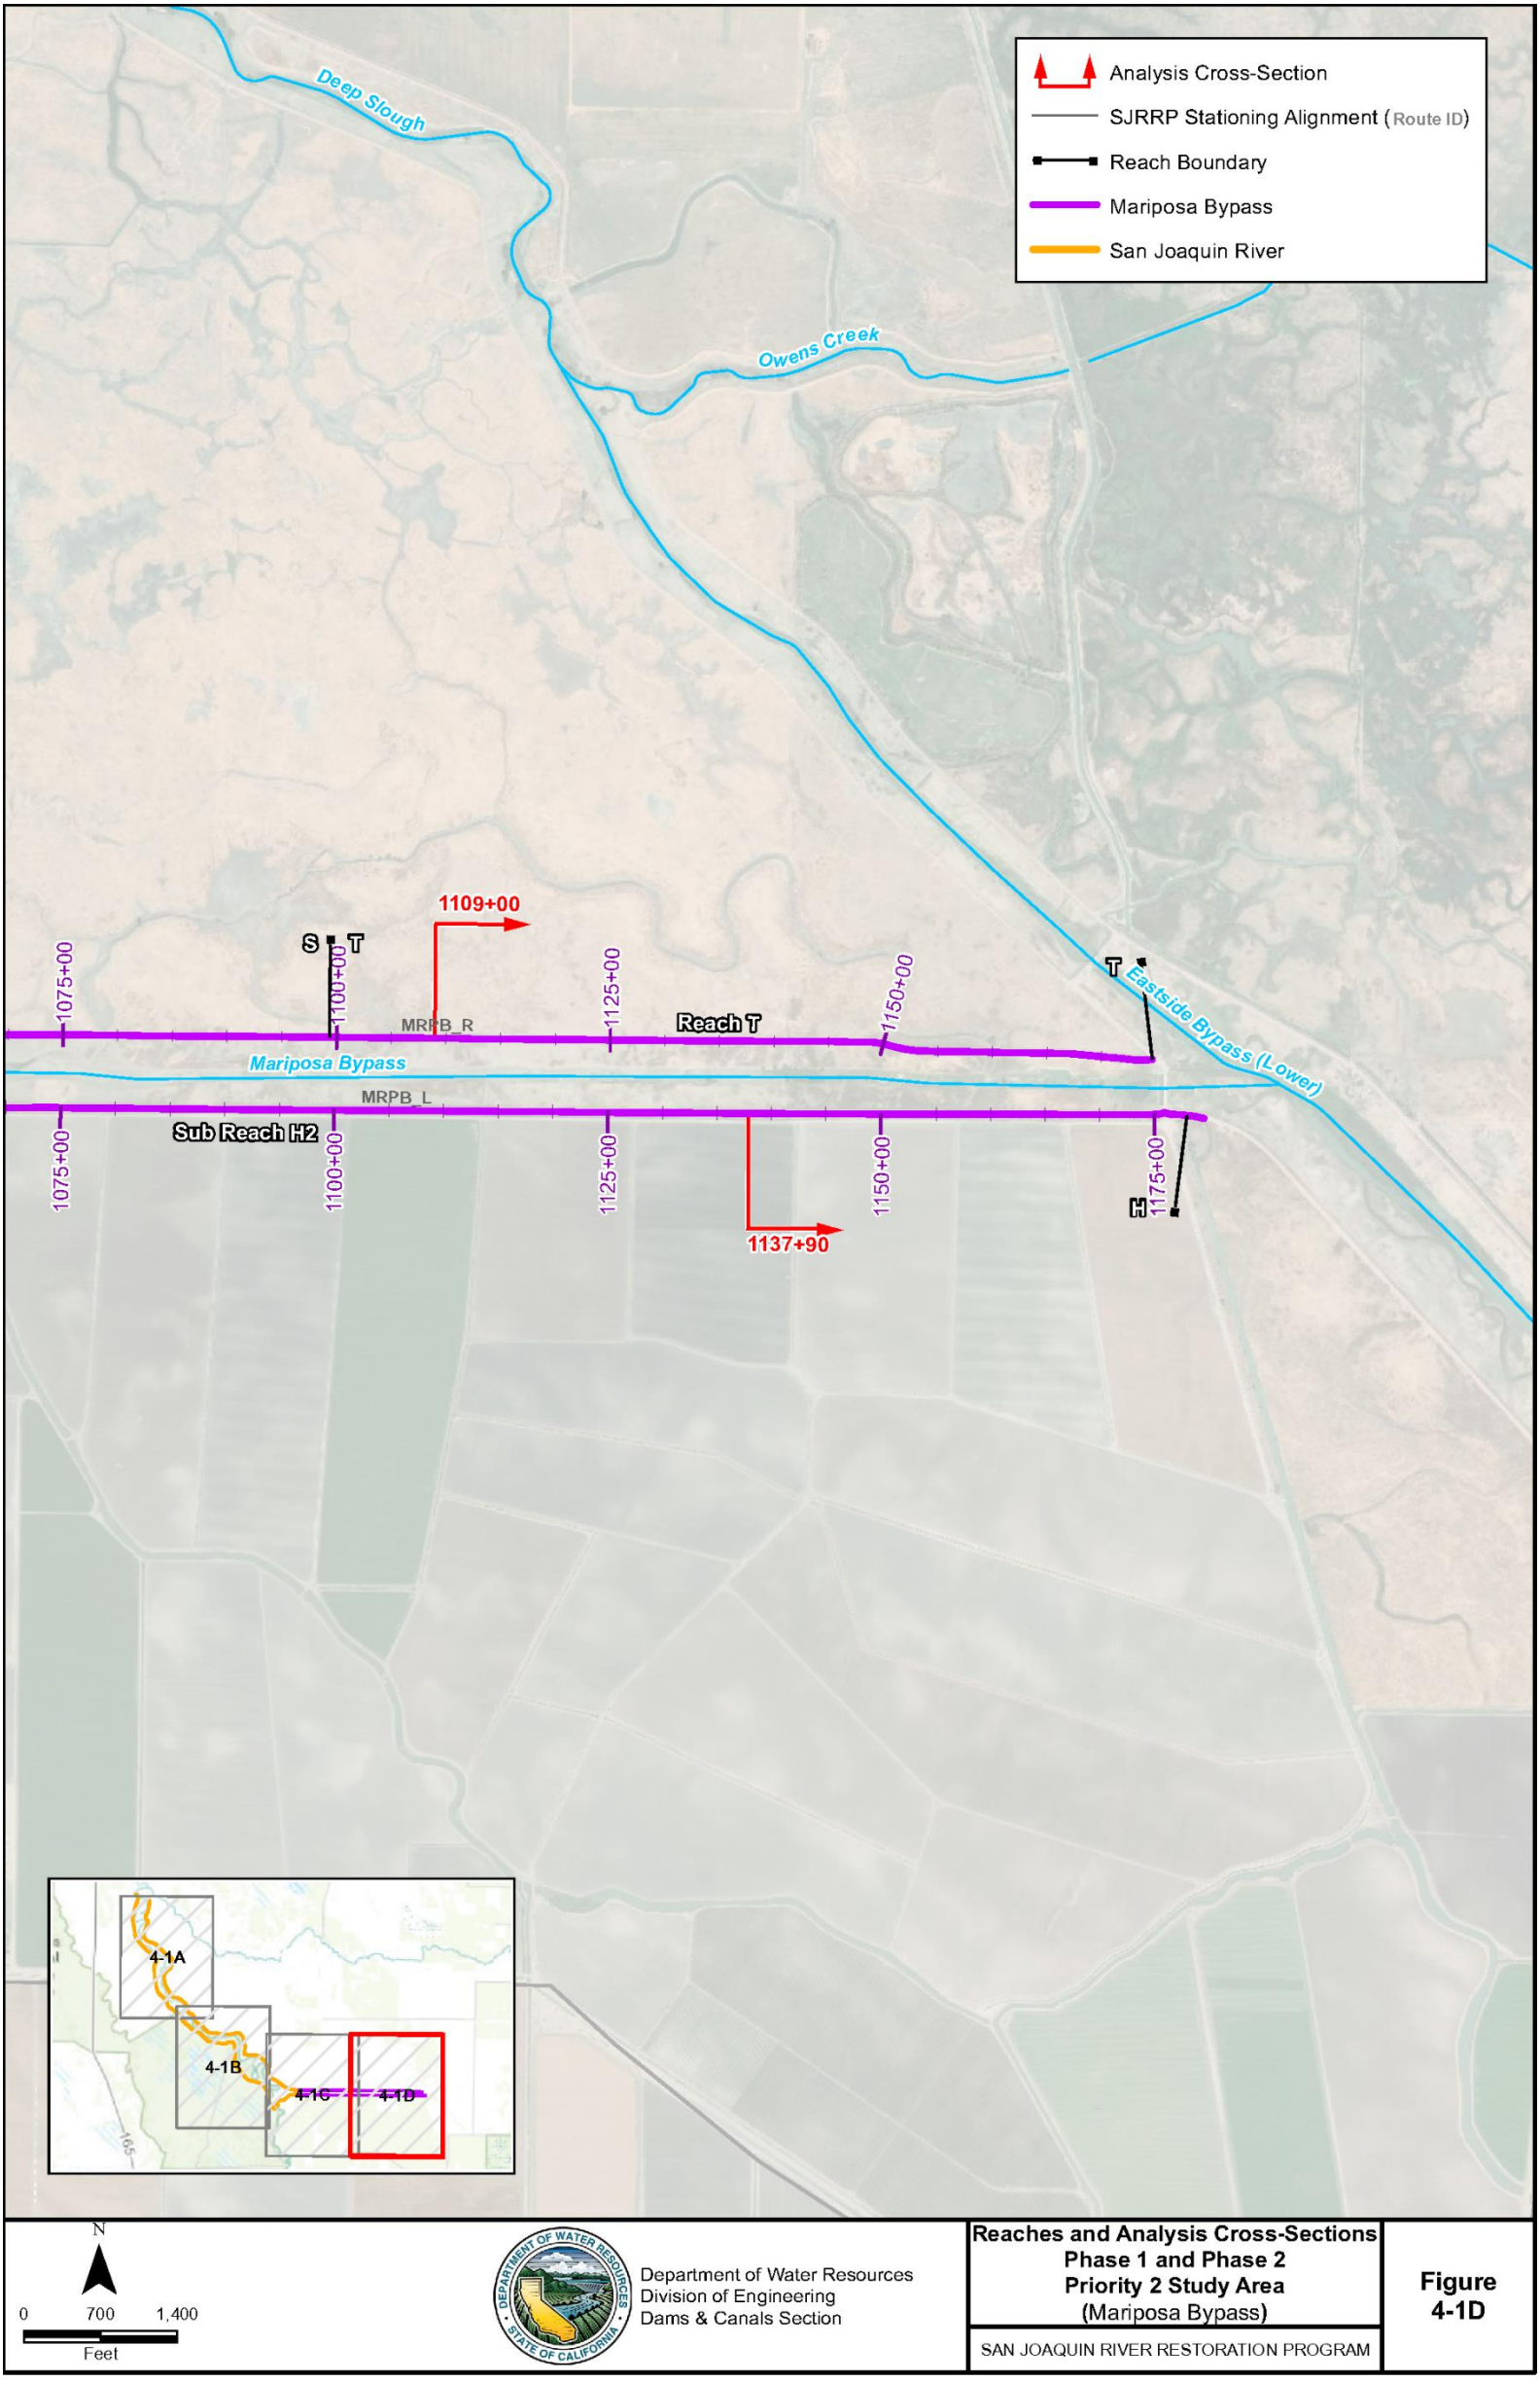 Deep Slough
Analysis Cross-Section
SJRRP Stationing Alignment ( Route ID)
Reach Boundary
Mariposa Bypass
San Joaquin River
Owens Creek
1109+00
S T
1075+00
1100+00
1125+00
1150+00
T
Eastside Bypass (Lower)
MRPB_R
Reach T
Mariposa Bypass
MRPB_L
Sub Reach H2
1075+00
1100+00
1125+00
1150+00
1175+00
H
1137+90
4-1A
4-1B
4-1C
4-1D
165
N
0 700 1,400
Feet
DEPARTMENT OF WATER RESOURCES
STATE OF CALIFORNIA
Department of Water Resources
Division of Engineering
Dams & Canals Section
Reaches and Analysis Cross-Sections
Phase 1 and Phase 2
Priority 2 Study Area
(Mariposa Bypass)
SAN JOAQUIN RIVER RESTORATION PROGRAM
Figure
4-1D